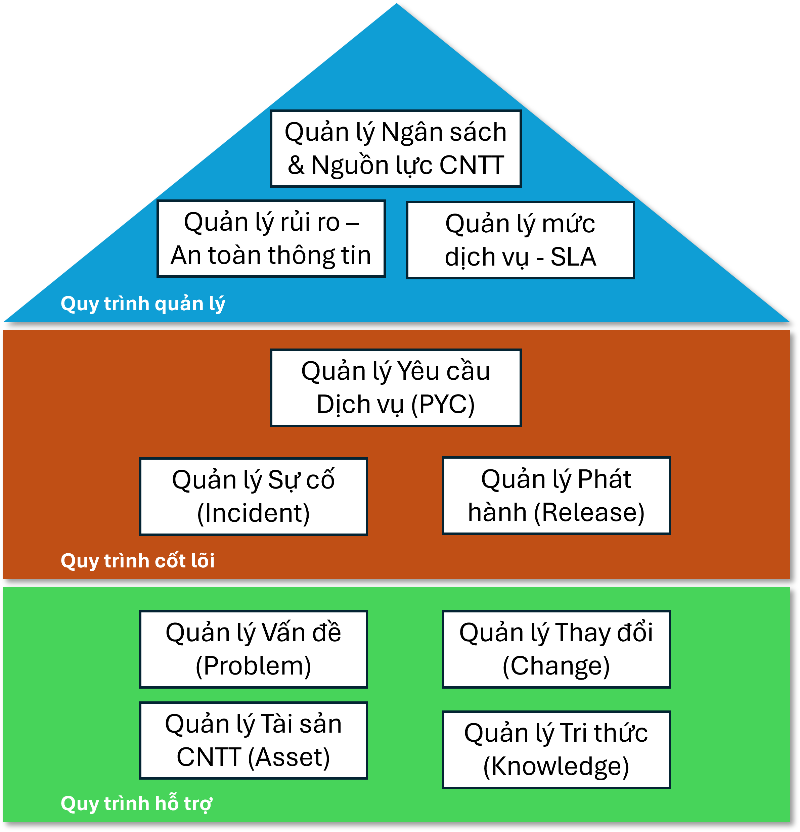 Quản lý Ngân sách
& Nguồn lực CNTT
Quản lý rủi ro –
An toàn thông tin
Quản lý mức
dịch vụ - SLA
Quy trình quản lý
Quản lý Yêu cầu
Dịch vụ (PYC)
Quản lý Sự cố
(Incident)
Quản lý Phát
hành (Release)
Quy trình cốt lõi
Quản lý Vấn đề
(Problem)
Quản lý Thay đổi
(Change)
Quản lý Tài sản
CNTT (Asset)
Quản lý Tri thức
(Knowledge)
Quy trình hỗ trợ